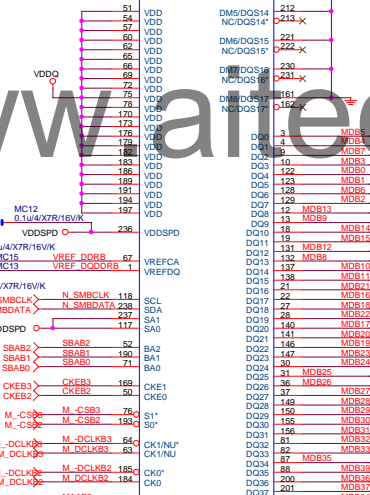 51 VDD DM5/DQS14 212
54 VDD NC/DQS14* 213
57 VDD
60 VDD DM6/DQS15 221
62 VDD NC/DQS15* 222
65 VDD
66 VDD DM7/DQS16 230
69 VDD NC/DQS16* 231
VDDQ
72 VDD
75 VDD DM8/DQS17 161
78 VDD NC/DQS17* 162
170 VDD
173 VDD
176 VDD DQ0 3 MDB5
179 VDD DQ1 4 MDB4
182 VDD DQ2 9 MDB7
183 VDD DQ3 10 MDB3
186 VDD DQ4 122 MDB0
189 VDD DQ5 123 MDB1
191 VDD DQ6 128 MDB6
194 VDD DQ7 129 MDB2
197 VDD DQ8 12 MDB13
MC12
0.1u/4/X7R/16V/K
DQ9 13 MDB9
VDDSPD 236 VDDSPD DQ10 18 MDB14
DQ11 19 MDB15
u/4/X7R/16V/K
DQ12 131 MDB12
MC15 VREF_DDRB 67 VREFCA DQ13 132 MDB8
MC13 VREF_DQDDRB 1 VREFDQ DQ14 137 MDB10
DQ15 138 MDB11
/X7R/16V/K
DQ16 21 MDB21
SMBCLK N_SMBCLK 118 SCL DQ17 22 MDB16
MBDATA N_SMBDATA 238 SDA DQ18 27 MDB18
237 SA1 DQ19 28 MDB22
DDSPD 117 SA0 DQ20 140 MDB17
DQ21 141
SBAB2 SBAB2 52 BA2 DQ22 146 MDB19
SBAB1 SBAB1 190 BA1 DQ23 147 MDB23
SBAB0 SBAB0 71 BA0 DQ24 30 MDB24
DQ25 31 MDB25
CKEB3 CKEB3 169 CKE1 DQ26 36 MDB26
CKEB2 CKEB2 50 CKE0 DQ27 37 MDB27
DQ28 149 MDB28
M_-CSB3 M_-CSB3 76 S1* DQ29 150 MDB29
M_-CSB2 M_-CSB2 193 S0* DQ30 155 MDB30
DQ31 156 MDB31
M_-DCLKB3 M_-DCLKB3 64 CK1/NU* DQ32 81 MDB32
M_DCLKB3 M_DCLKB3 63 CK1/NU DQ33 82 MDB33
DQ34 87 MDB35
M_-DCLKB2 M_-DCLKB2 185 CK0* DQ35 88 MDB39
M_DCLKB2 M_DCLKB2 184 CK0 DQ36 200 MDB36
DQ37 201